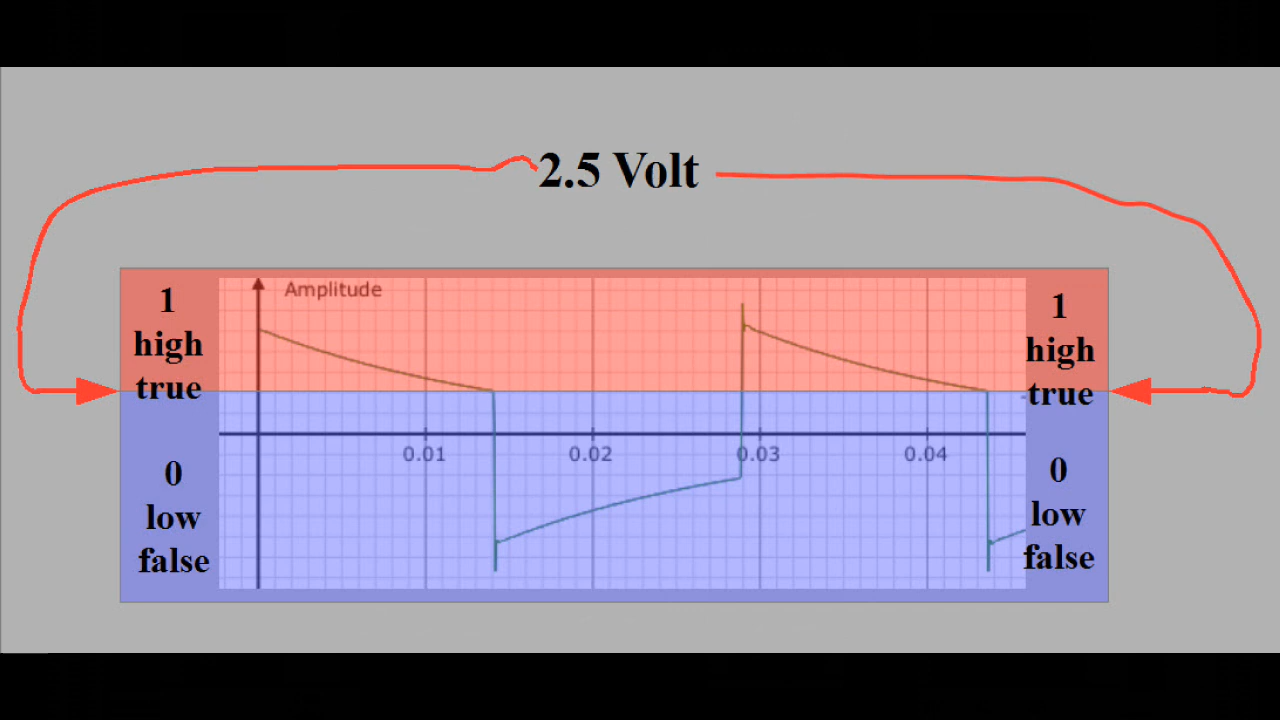 2.5 Volt
Amplitude
1
high
true
1
high
true
0.01
0.02
0.03
0.04
0
low
false
0
low
false